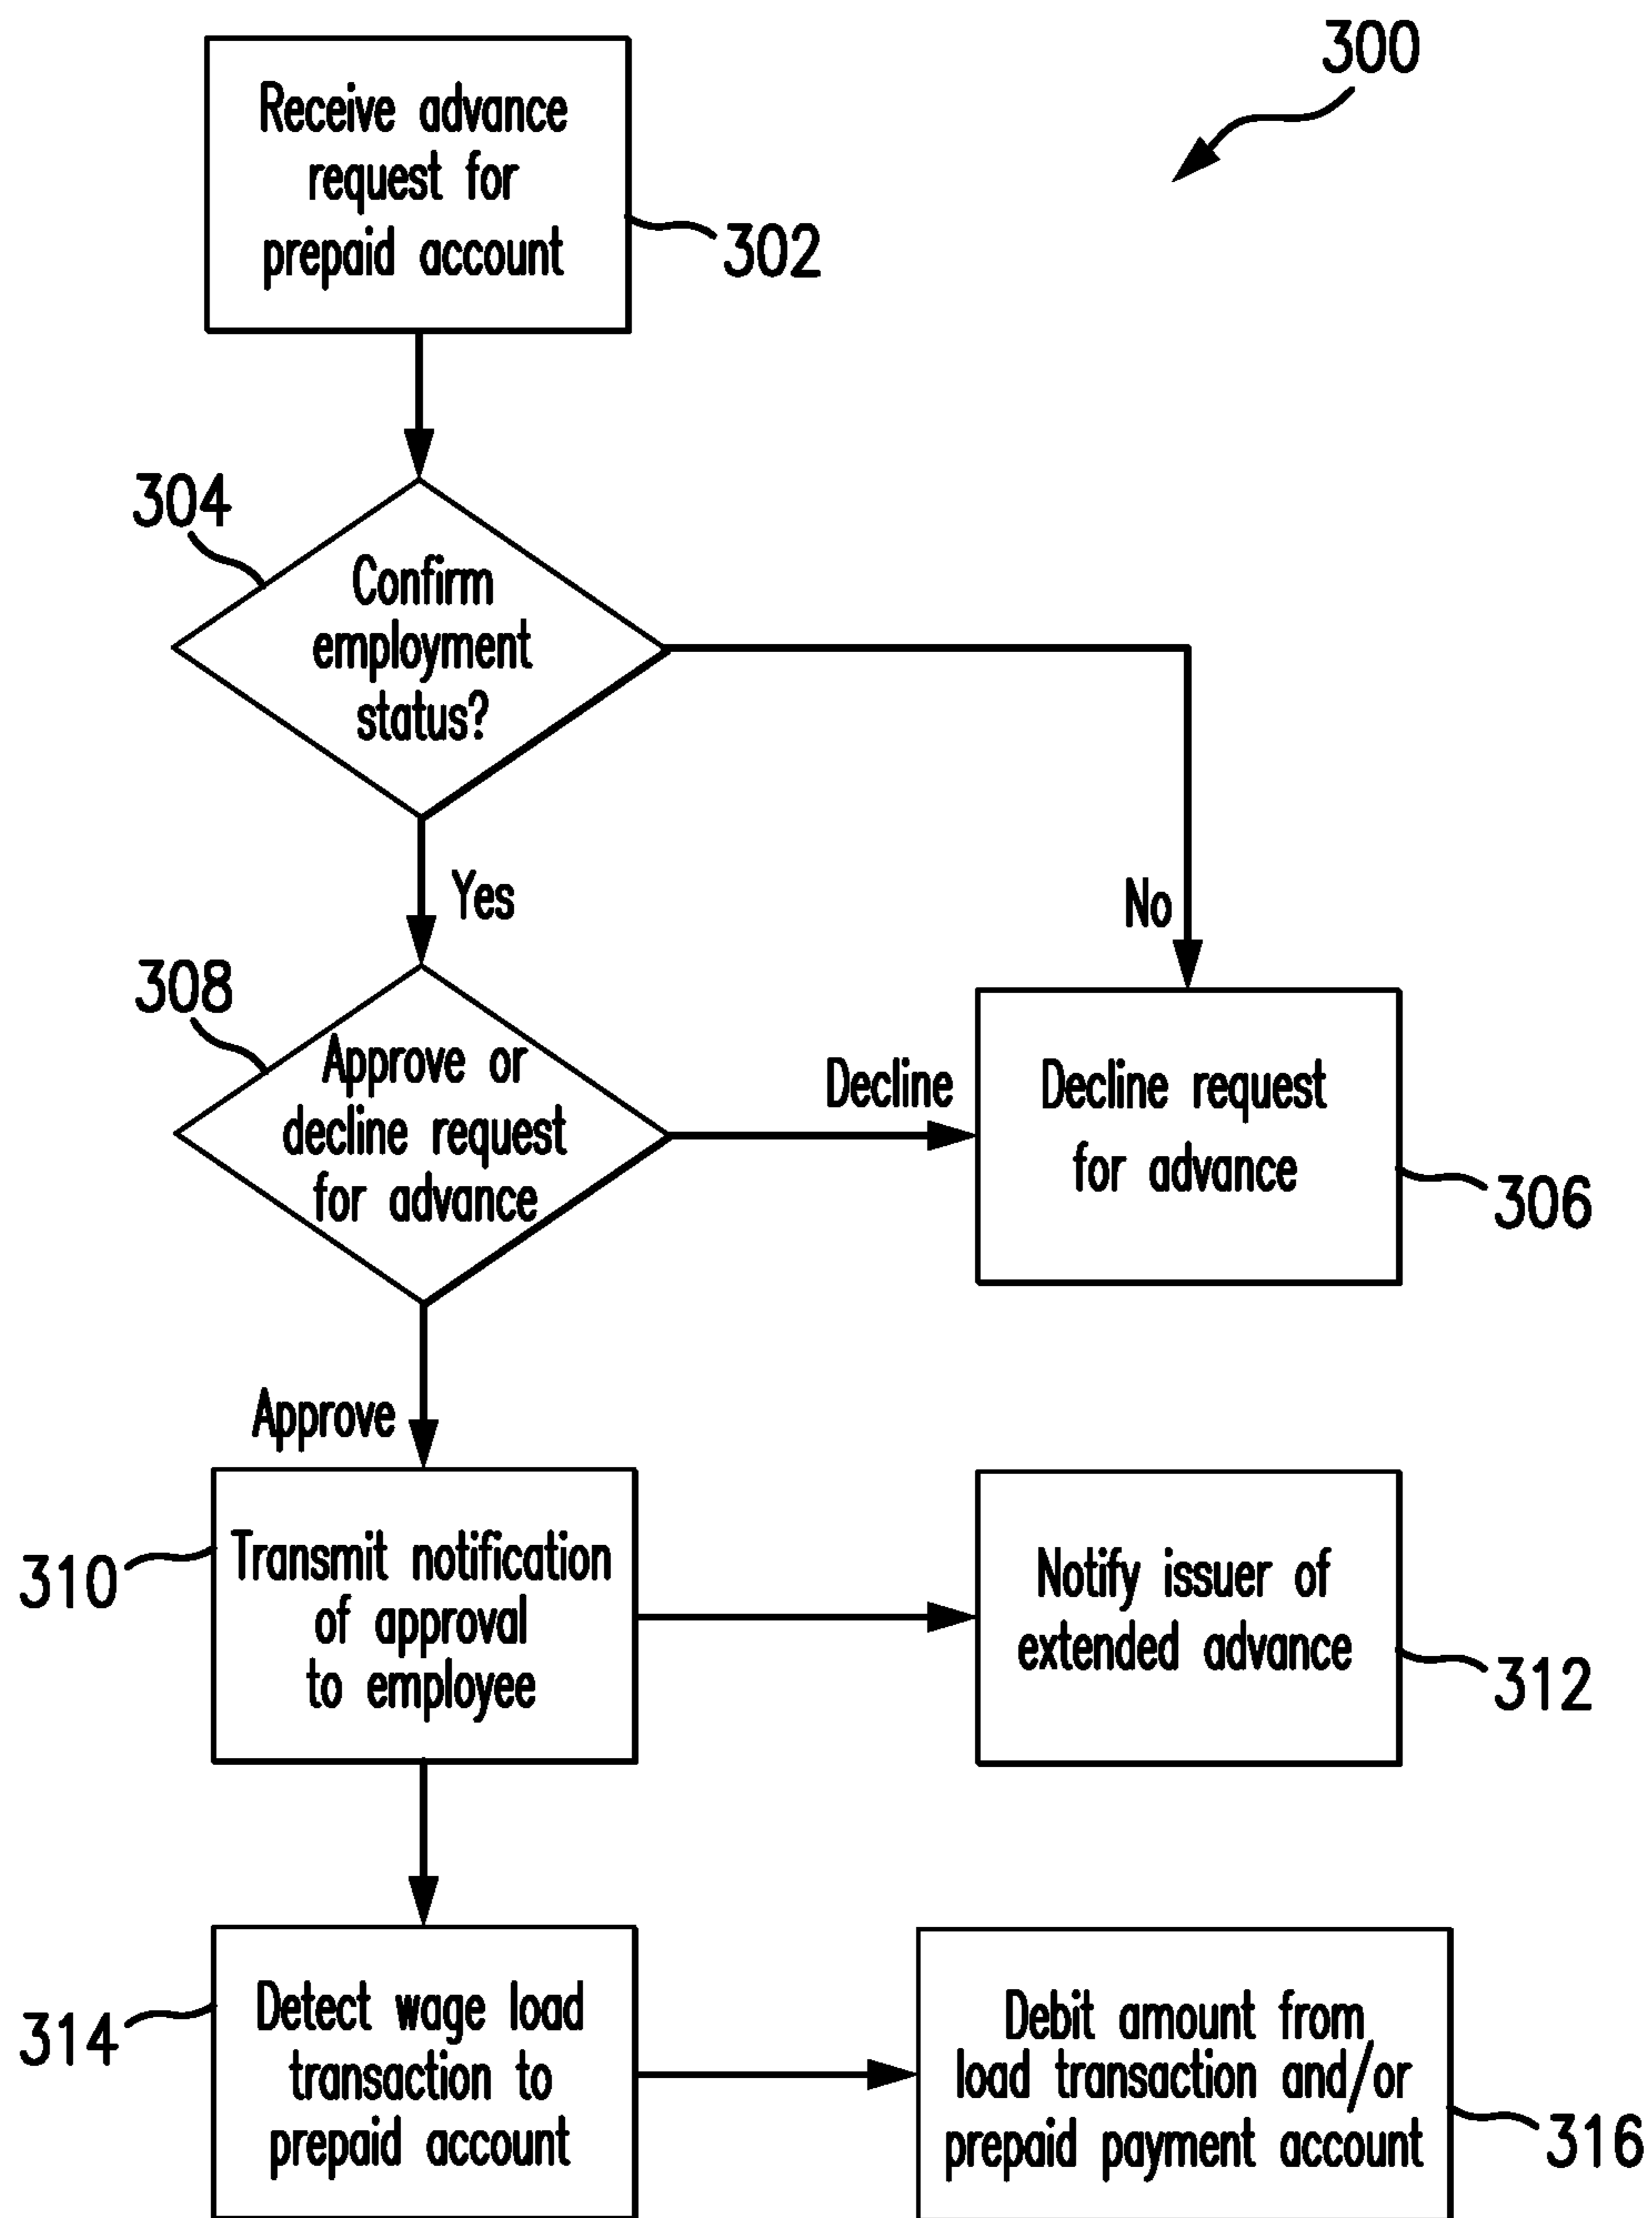 300
Receive advance
request for
prepaid account
302
304
Confirm
employment
status?
Yes
No
308
Approve or
decline request
for advance
Decline
Decline request
for advance
306
Approve
310
Transmit notification
of approval
to employee
Notify issuer of
extended advance
312
314
Detect wage load
transaction to
prepaid account
Debit amount from
load transaction and/or
prepaid payment account
316